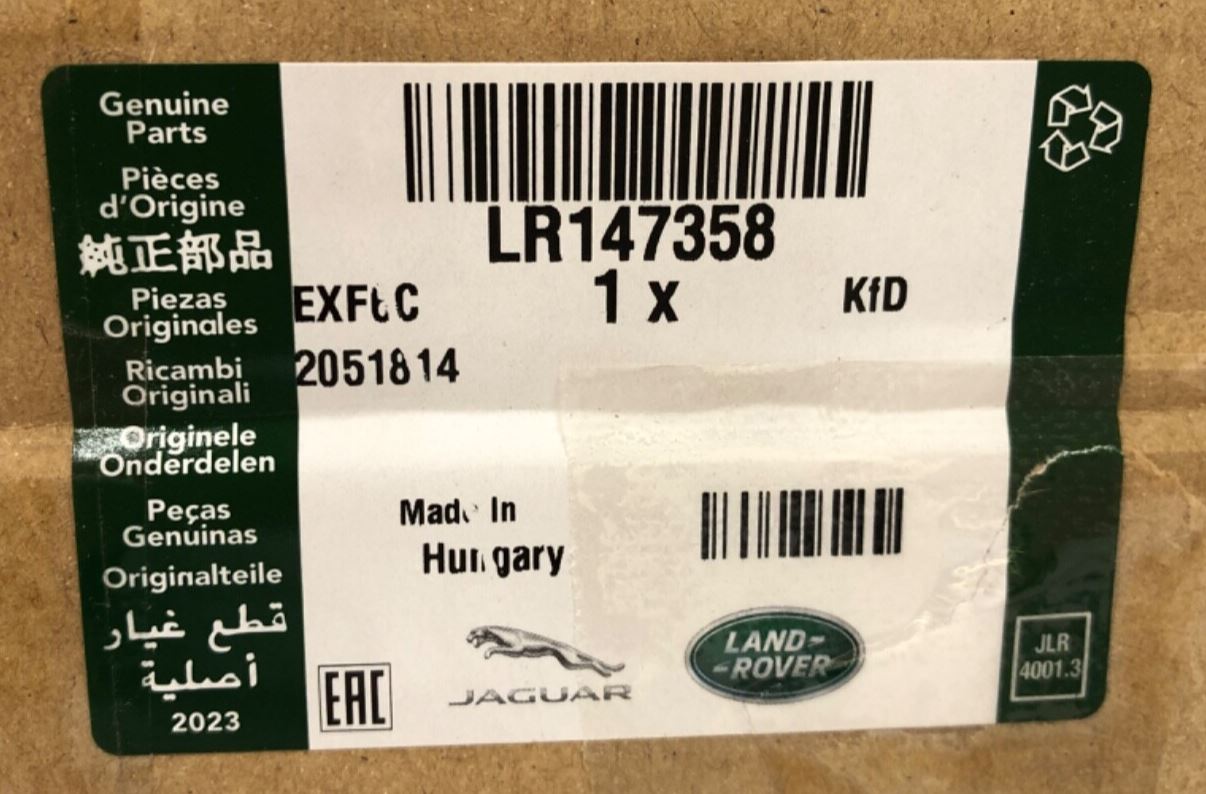 Genuine
Parts
Pièces
d'Origine
純正部品
Piezas
Originales
Ricambi
Originali
Originele
Onderdelen
Peças
Genuinas
Originalteile
قطع غيار
أصلية
2023
LR147358
1 x
KfD
2051814
Made In
Hungary
EAC
JAGUAR
LAND-
-ROVER
JLR
4001.3